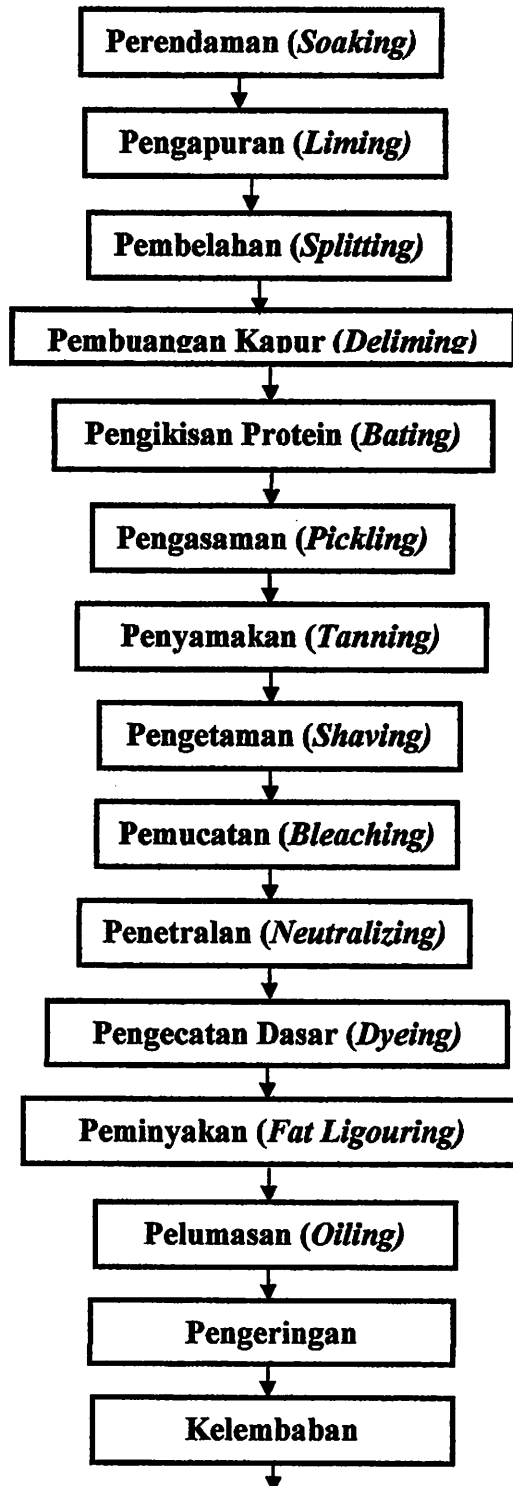 Perendaman (Soaking)
Pengapuran (Liming)
Pembelahan (Splitting)
Pembuangan Kapur (Deliming)
Pengikisan Protein (Bating)
Pengasaman (Pickling)
Penyamakan (Tanning)
Pengetaman (Shaving)
Pemucatan (Bleaching)
Penetralan (Neutralizing)
Pengecatan Dasar (Dyeing)
Peminyakan (Fat Ligouring)
Pelumasan (Oiling)
Pengeringan
Kelembaban